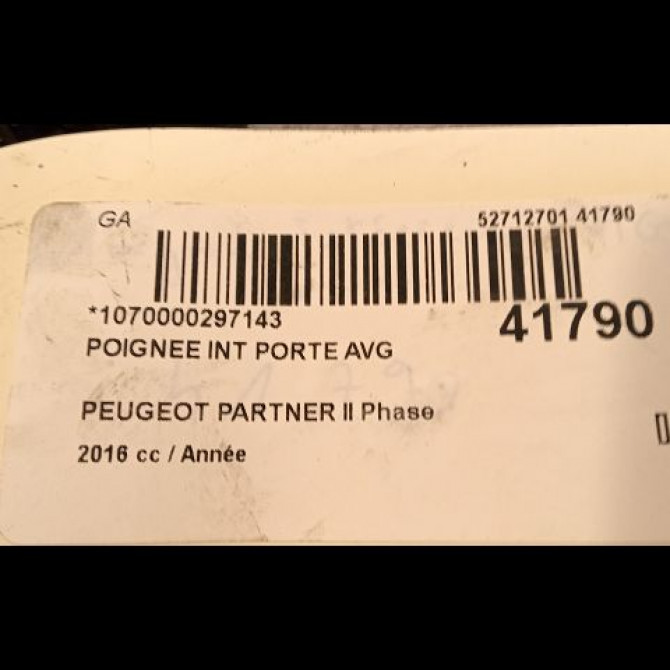 GA 52712701 41790
*1070000297143 41790
POIGNEE INT PORTE AVG
PEUGEOT PARTNER II Phase
2016 cc / Année